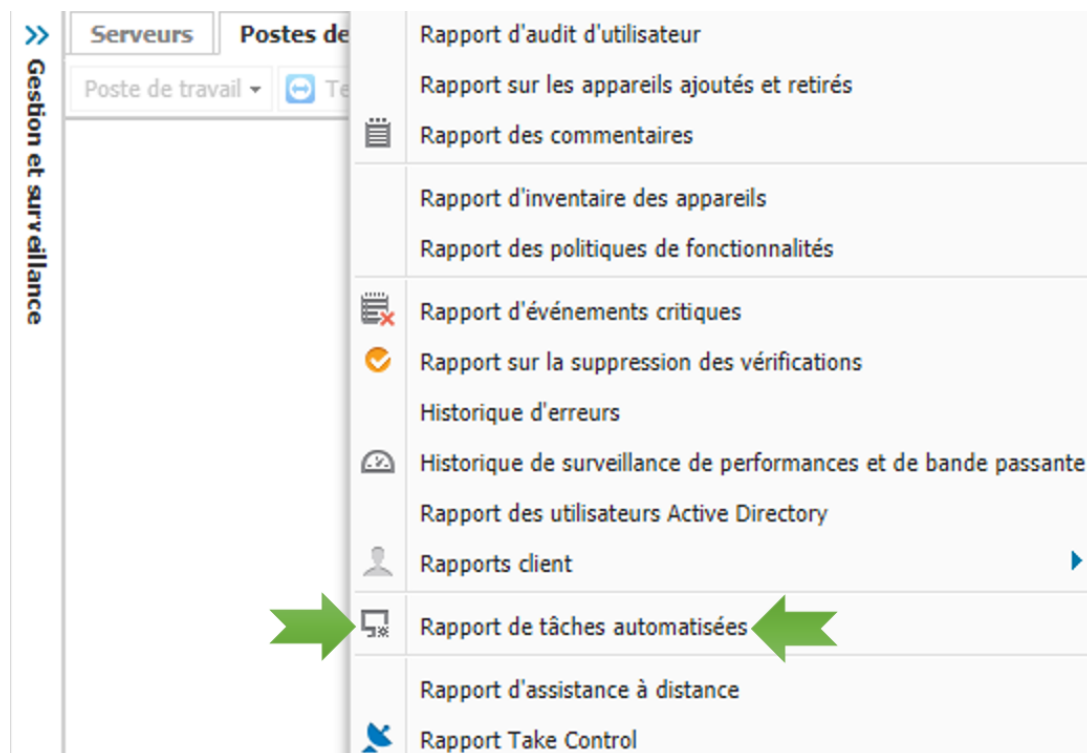 Gestion et surveillance
Serveurs
Postes de
Poste de travail
Te
Rapport d'audit d'utilisateur
Rapport sur les appareils ajoutés et retirés
Rapport des commentaires
Rapport d'inventaire des appareils
Rapport des politiques de fonctionnalités
Rapport d'événements critiques
Rapport sur la suppression des vérifications
Historique d'erreurs
Historique de surveillance de performances et de bande passante
Rapport des utilisateurs Active Directory
Rapports client
Rapport de tâches automatisées
Rapport d'assistance à distance
Rapport Take Control